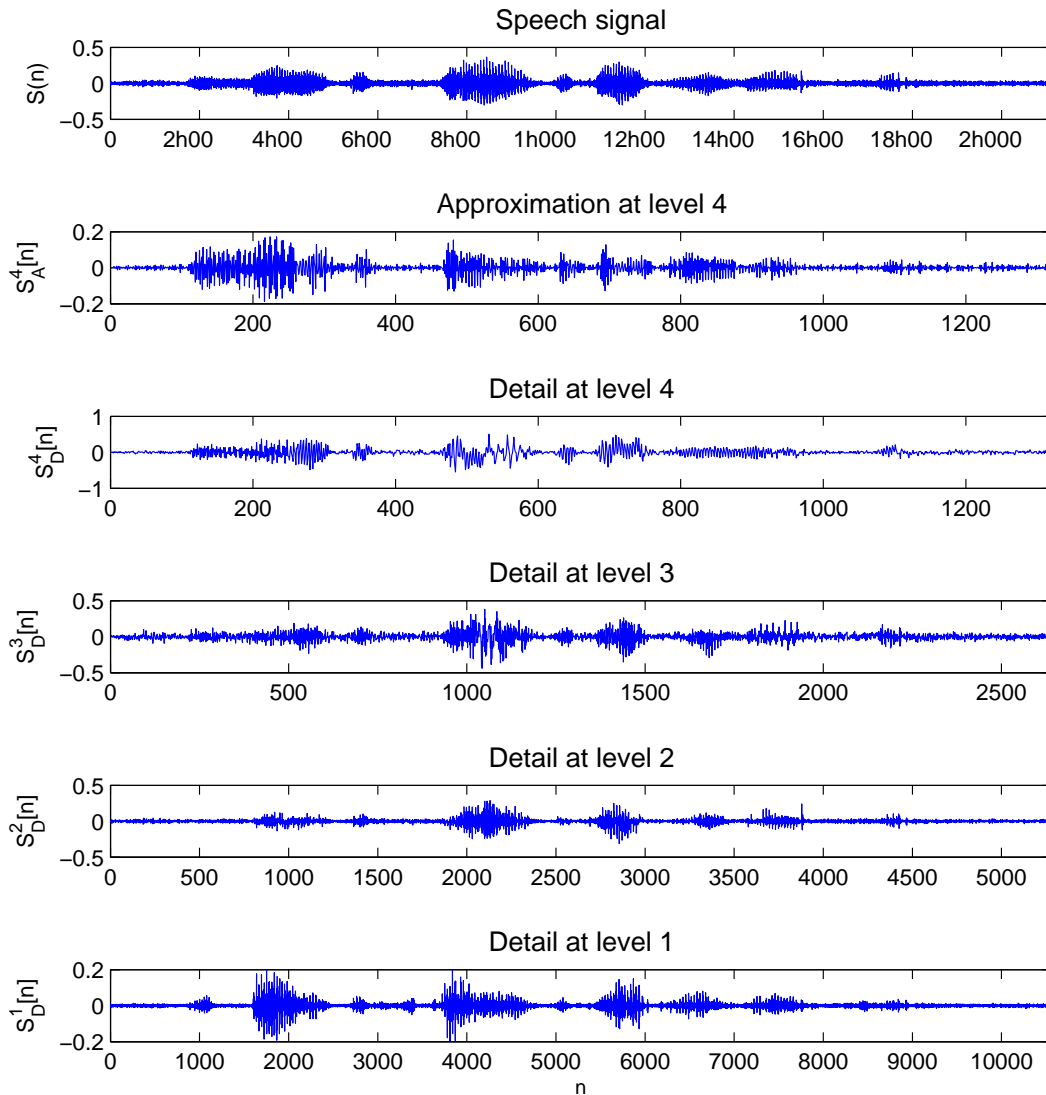 Speech signal
S(n)
0.5
0
−0.5
0 2h00 4h00 6h00 8h00 1h000 12h00 14h00 16h00 18h00 2h000
Approximation at level 4
S_A^4[n]
0.2
0
−0.2
0 200 400 600 800 1000 1200
Detail at level 4
S_D^4[n]
1
0
−1
0 200 400 600 800 1000 1200
Detail at level 3
S_D^3[n]
0.5
0
−0.5
0 500 1000 1500 2000 2500
Detail at level 2
S_D^2[n]
0.5
0
−0.5
0 500 1000 1500 2000 2500 3000 3500 4000 4500 5000
Detail at level 1
S_D^1[n]
0.2
0
−0.2
0 1000 2000 3000 4000 5000 6000 7000 8000 9000 10000
n